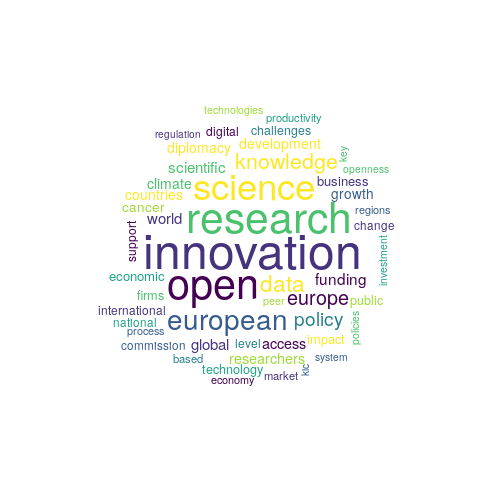 technologies
productivity
regulation digital challenges
diplomacy development
key
scientific knowledge
openness
climate science business
countries growth
cancer research regions
world change
support
innovation
investment
economic open data funding
firms peer europe public
international european policy
national
policies
process
commission global level access impact
based researchers system
technology kic
economy market